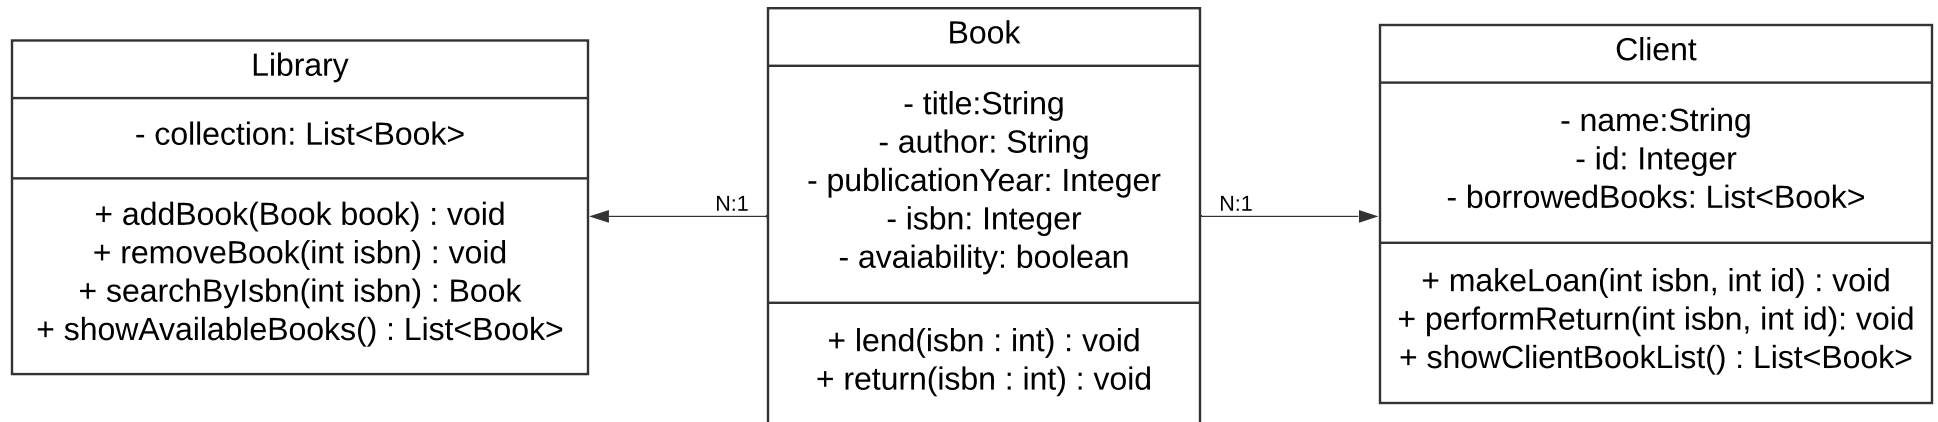 Library
- collection: List<Book>
+ addBook(Book book) : void
+ removeBook(int isbn) : void
+ searchByIsbn(int isbn) : Book
+ showAvailableBooks() : List<Book>
N:1
Book
- title:String
- author: String
- publicationYear: Integer
- isbn: Integer
- avaiability: boolean
+ lend(isbn : int) : void
+ return(isbn : int) : void
N:1
Client
- name:String
- id: Integer
- borrowedBooks: List<Book>
+ makeLoan(int isbn, int id) : void
+ performReturn(int isbn, int id): void
+ showClientBookList() : List<Book>